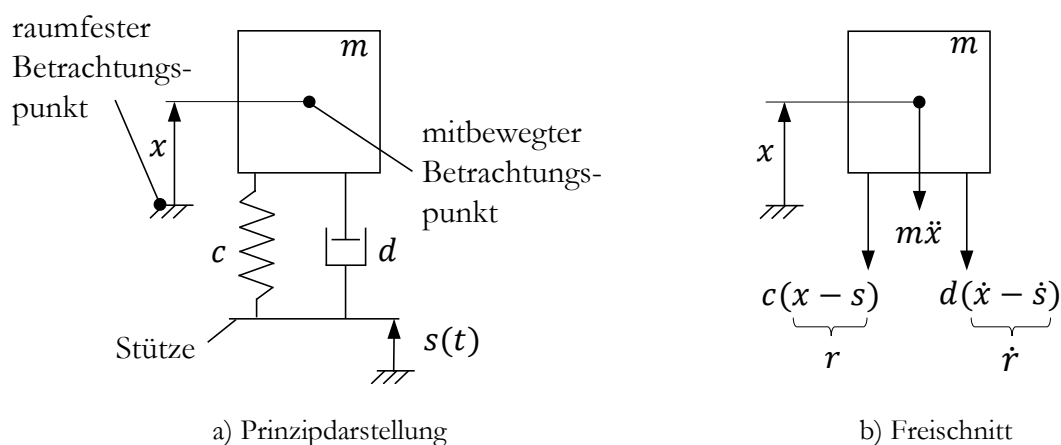 raumfester
Betrachtungs-
punkt
m
x
mitbewegter
Betrachtungs-
punkt
c
d
Stütze
s(t)
a) Prinzipdarstellung
m
x
mẍ
c(x − s)
d(ẋ − ṡ)
r
ṙ
b) Freischnitt